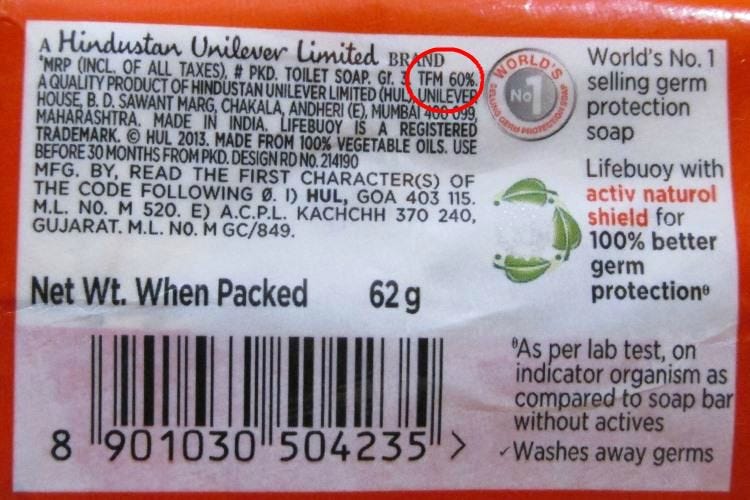 A Hindustan Unilever Limited BRAND
*MRP (INCL. OF ALL TAXES), # PKD. TOILET SOAP. Gr. 3, TFM 60%.
A QUALITY PRODUCT OF HINDUSTAN UNILEVER LIMITED (HUL), UNILEVER
HOUSE, B. D. SAWANT MARG, CHAKALA, ANDHERI (E), MUMBAI 400 099,
MAHARASHTRA. MADE IN INDIA. LIFEBUOY IS A REGISTERED
TRADEMARK. © HUL 2013. MADE FROM 100% VEGETABLE OILS. USE
BEFORE 30 MONTHS FROM PKD. DESIGN RD NO. 214190
MFG. BY, READ THE FIRST CHARACTER(S) OF
THE CODE FOLLOWING Ø. I) HUL, GOA 403 115.
M.L. NO. M 520. E) A.C.P.L. KACHCHH 370 240,
GUJARAT. M.L. NO. M GC/849.
Net Wt. When Packed 62 g
8 901030 504235 >
WORLD'S
No 1
SELLING GERM PROTECTION SOAP
World's No. 1
selling germ
protection
soap
Lifebuoy with
activ naturol
shield for
100% better
germ
protectionᶿ
ᶿAs per lab test, on
indicator organism as
compared to soap bar
without actives
✓Washes away germs